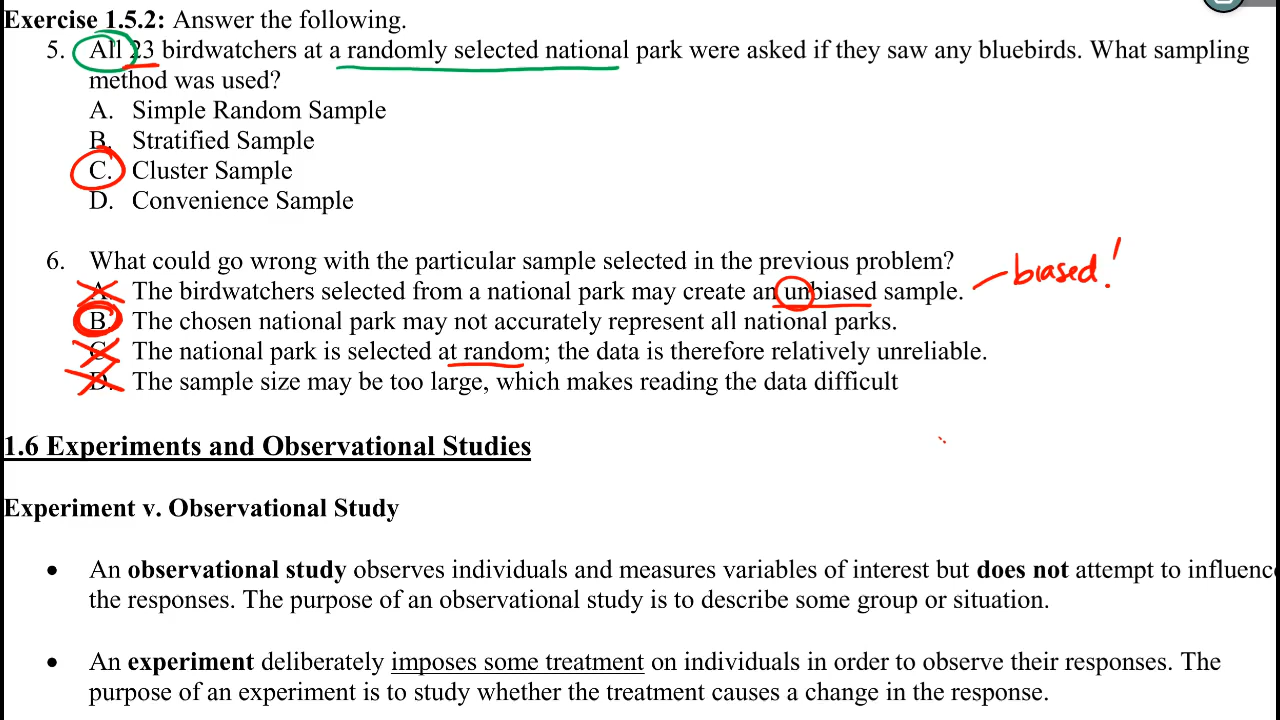 Exercise 1.5.2: Answer the following.
5. All 23 birdwatchers at a randomly selected national park were asked if they saw any bluebirds. What sampling
method was used?
A. Simple Random Sample
B. Stratified Sample
C. Cluster Sample
D. Convenience Sample
6. What could go wrong with the particular sample selected in the previous problem?
biased!
A. The birdwatchers selected from a national park may create an unbiased sample.
B. The chosen national park may not accurately represent all national parks.
C. The national park is selected at random; the data is therefore relatively unreliable.
D. The sample size may be too large, which makes reading the data difficult
1.6 Experiments and Observational Studies
Experiment v. Observational Study
• An observational study observes individuals and measures variables of interest but does not attempt to influence
the responses. The purpose of an observational study is to describe some group or situation.
• An experiment deliberately imposes some treatment on individuals in order to observe their responses. The
purpose of an experiment is to study whether the treatment causes a change in the response.